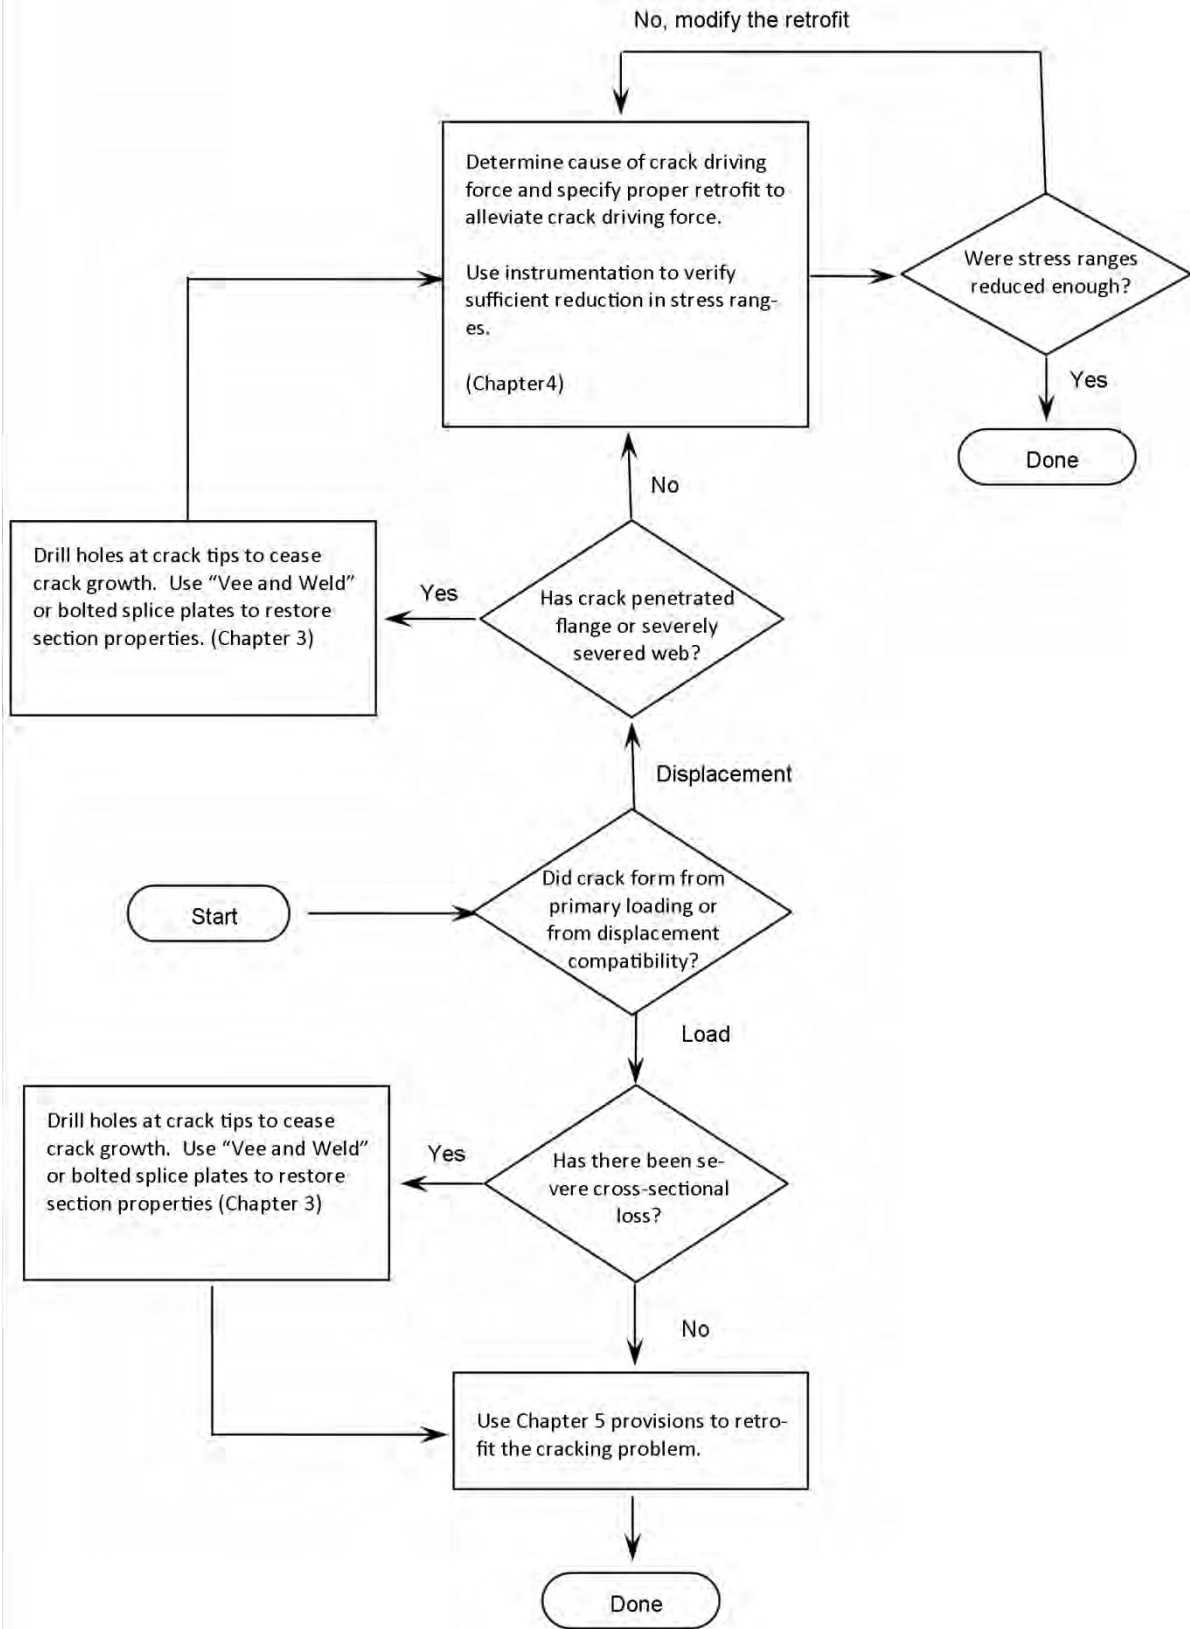 No, modify the retrofit
Determine cause of crack driving
force and specify proper retrofit to
alleviate crack driving force.
Use instrumentation to verify
sufficient reduction in stress rang-
es.
(Chapter4)
Were stress ranges
reduced enough?
Yes
Done
No
Drill holes at crack tips to cease
crack growth.  Use “Vee and Weld”
or bolted splice plates to restore
section properties. (Chapter 3)
Yes
Has crack penetrated
flange or severely
severed web?
Displacement
Start
Did crack form from
primary loading or
from displacement
compatibility?
Load
Drill holes at crack tips to cease
crack growth.  Use “Vee and Weld”
or bolted splice plates to restore
section properties (Chapter 3)
Yes
Has there been se-
vere cross-sectional
loss?
No
Use Chapter 5 provisions to retro-
fit the cracking problem.
Done